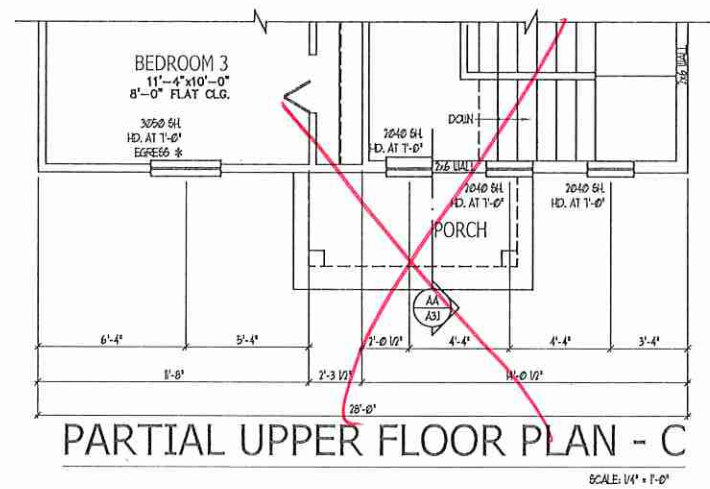 BEDROOM 3
11'-4"x10'-0"
8'-0" FLAT CLG.
3050 SH.
HD. AT 7'-0"
EGRESS *
2040 SH.
HD. AT 7'-0"
DOWN
2x6 WALL
2x6 WALL
2040 SH.
HD. AT 7'-0"
2040 SH.
HD. AT 7'-0"
PORCH
AA
A3.1
6'-4"
5'-4"
2'-0 1/2"
4'-4"
4'-4"
3'-4"
11'-8"
2'-3 1/2"
14'-0 1/2"
28'-0"
PARTIAL UPPER FLOOR PLAN - C
SCALE: 1/4" = 1'-0"